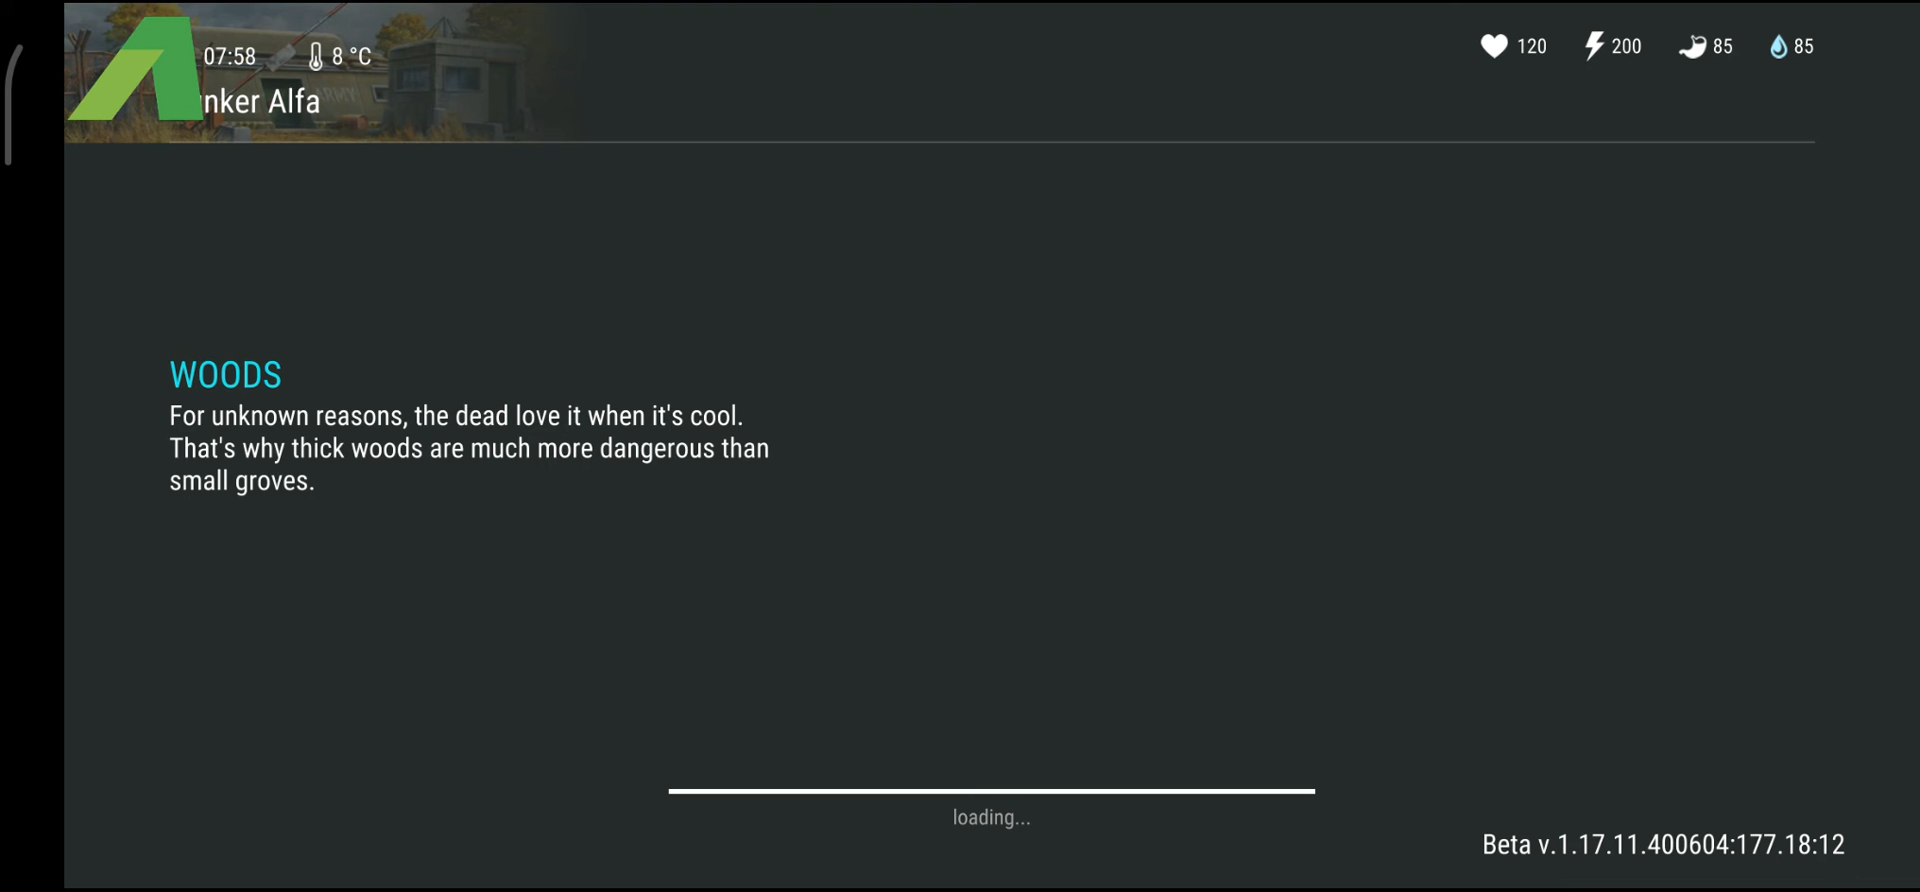 07:58 8 °C
nker Alfa
ARMY
120 200 85 85
WOODS
For unknown reasons, the dead love it when it's cool.
That's why thick woods are much more dangerous than
small groves.
loading...
Beta v.1.17.11.400604:177.18:12